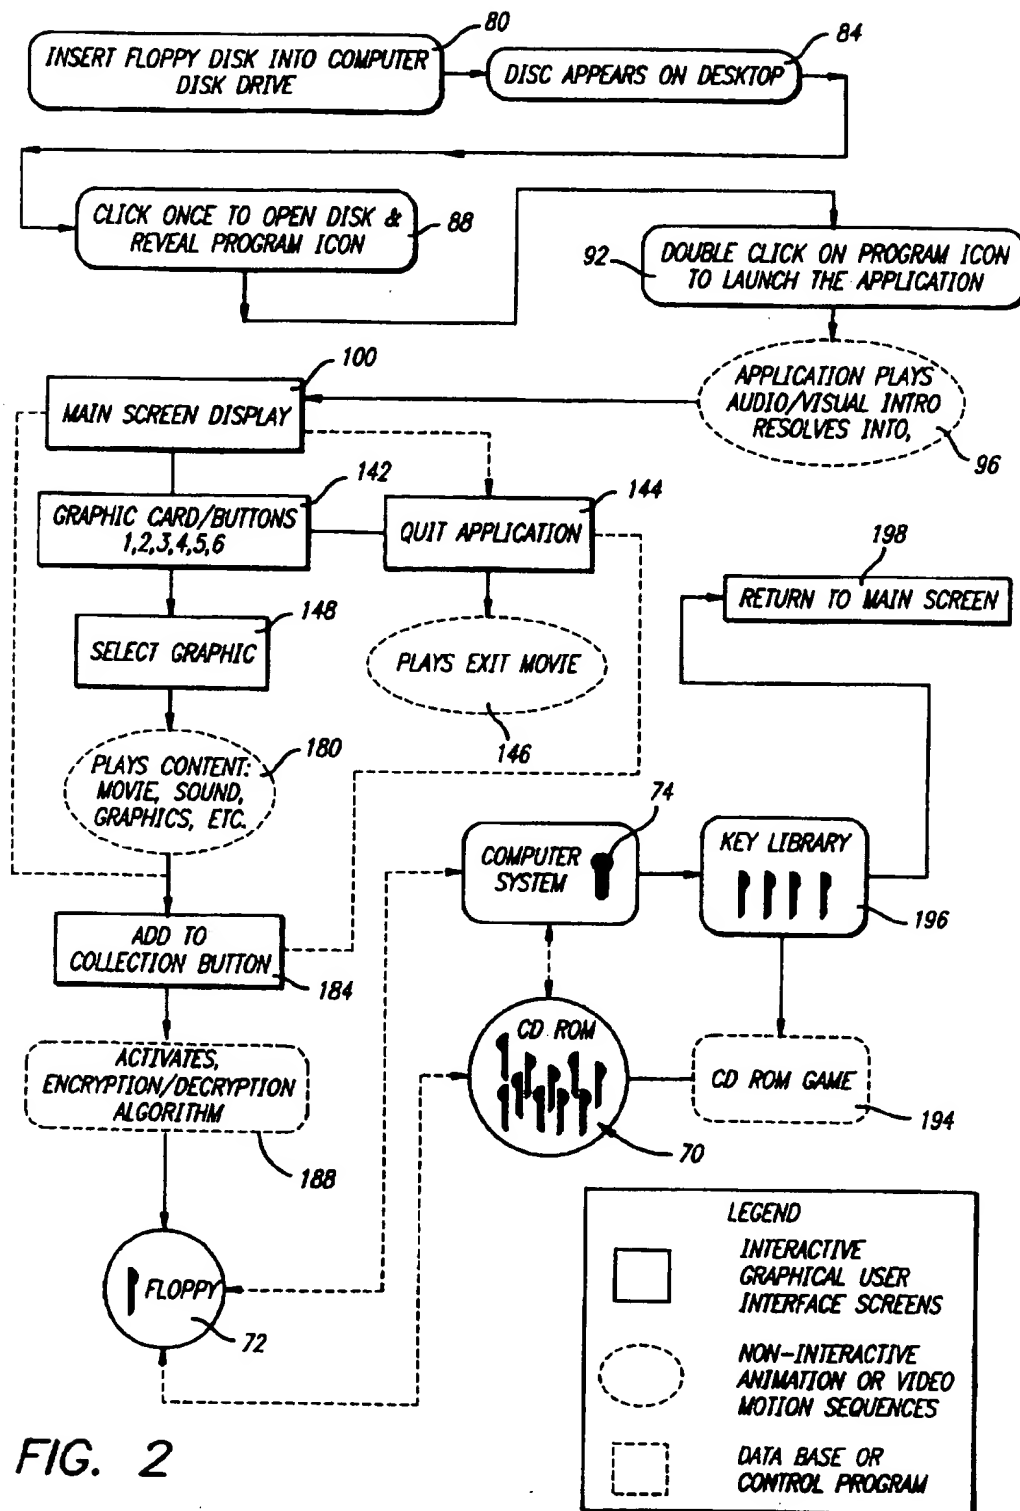 80
INSERT FLOPPY DISK INTO COMPUTER
DISK DRIVE
84
DISC APPEARS ON DESKTOP
CLICK ONCE TO OPEN DISK &
REVEAL PROGRAM ICON
88
92
DOUBLE CLICK ON PROGRAM ICON
TO LAUNCH THE APPLICATION
APPLICATION PLAYS
AUDIO/VISUAL INTRO
RESOLVES INTO,
96
100
MAIN SCREEN DISPLAY
142
GRAPHIC CARD/BUTTONS
1,2,3,4,5,6
144
QUIT APPLICATION
198
RETURN TO MAIN SCREEN
148
SELECT GRAPHIC
PLAYS EXIT MOVIE
146
180
PLAYS CONTENT:
MOVIE, SOUND,
GRAPHICS, ETC.
74
COMPUTER
SYSTEM
KEY LIBRARY
196
ADD TO
COLLECTION BUTTON
184
CD ROM
70
CD ROM GAME
194
ACTIVATES,
ENCRYPTION/DECRYPTION
ALGORITHM
188
FLOPPY
72
LEGEND
INTERACTIVE
GRAPHICAL USER
INTERFACE SCREENS
NON-INTERACTIVE
ANIMATION OR VIDEO
MOTION SEQUENCES
DATA BASE OR
CONTROL PROGRAM
FIG. 2